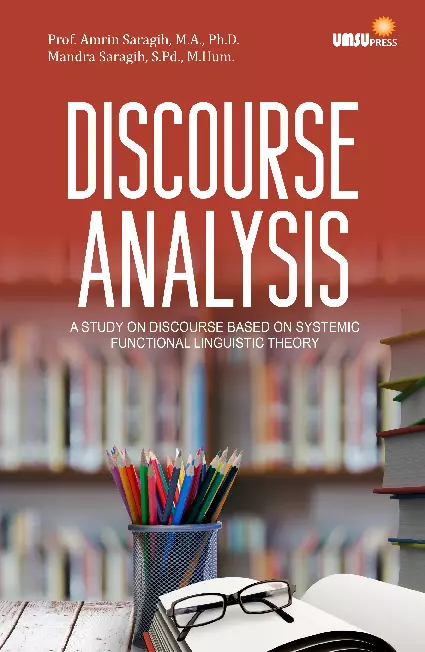 Prof. Amrin Saragih, M.A., Ph.D.
Mandra Saragih, S.Pd., M.Hum.
UMSU PRESS
DISCOURSE
ANALYSIS
A STUDY ON DISCOURSE BASED ON SYSTEMIC
FUNCTIONAL LINGUISTIC THEORY